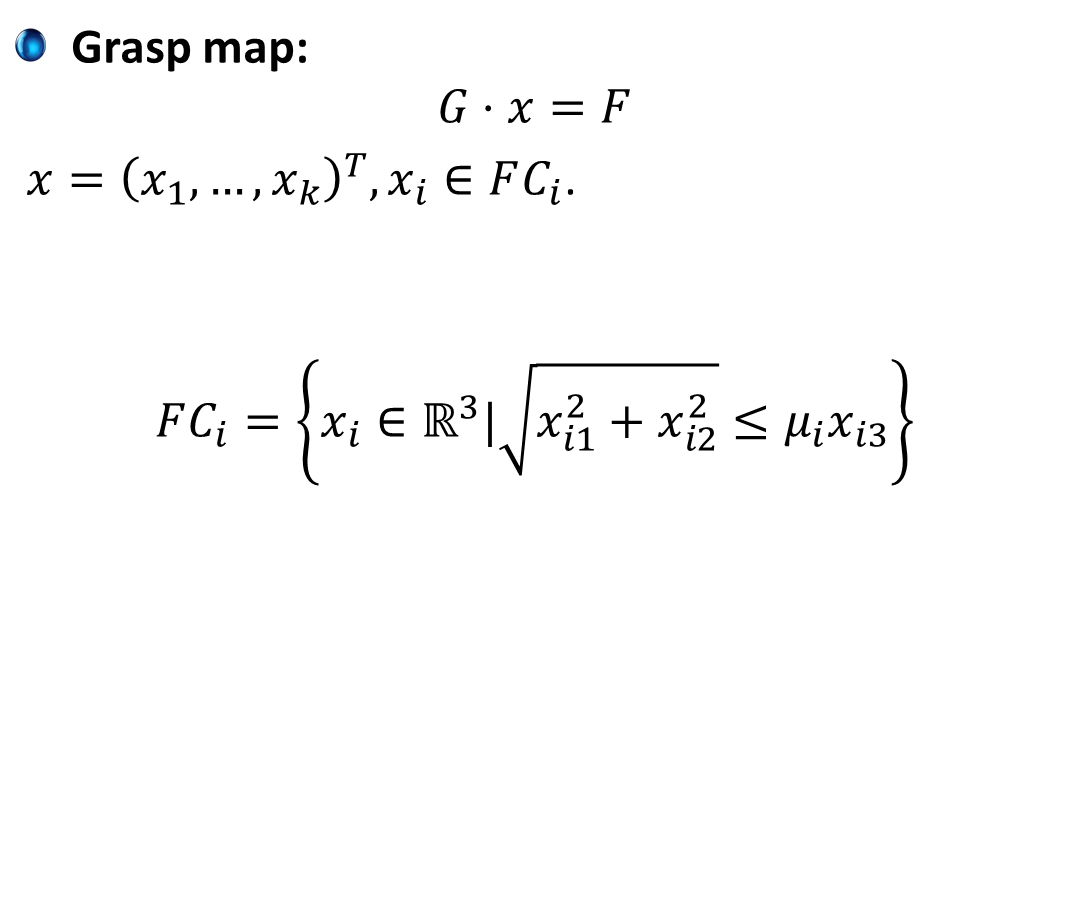 Grasp map:
G · x = F
x = (x₁, … , xₖ)ᵀ, xᵢ ∈ FCᵢ.
FCᵢ = {xᵢ ∈ ℝ³ | √(xᵢ₁² + xᵢ₂²) ≤ μᵢxᵢ₃}